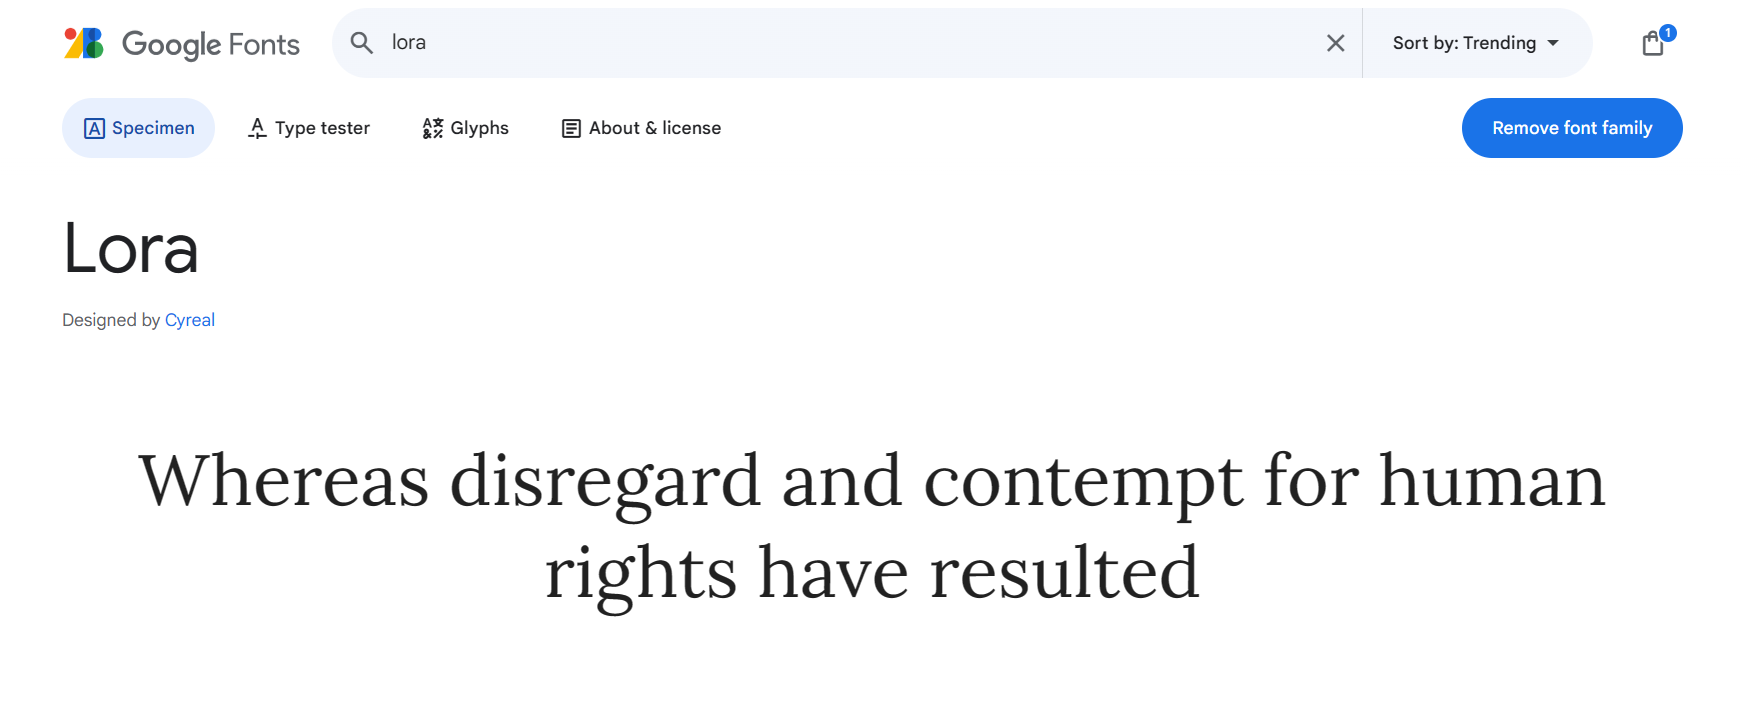 Google Fonts
lora
Sort by: Trending
1
Specimen
Type tester
Glyphs
About & license
Remove font family
Lora
Designed by Cyreal
Whereas disregard and contempt for human
rights have resulted